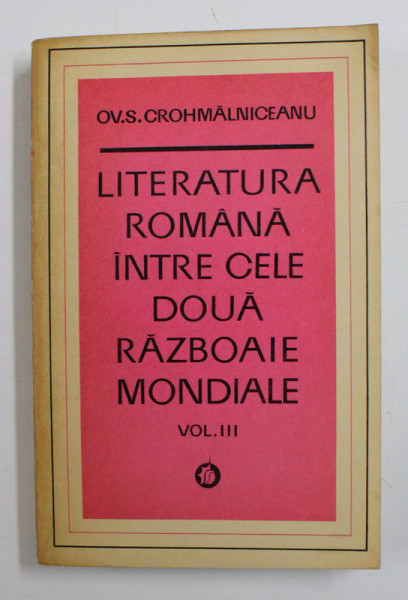 OV.S.CROHMĂLNICEANU
LITERATURA
ROMÂNĂ
ÎNTRE CELE
DOUĂ
RĂZBOAIE
MONDIALE
VOL.III